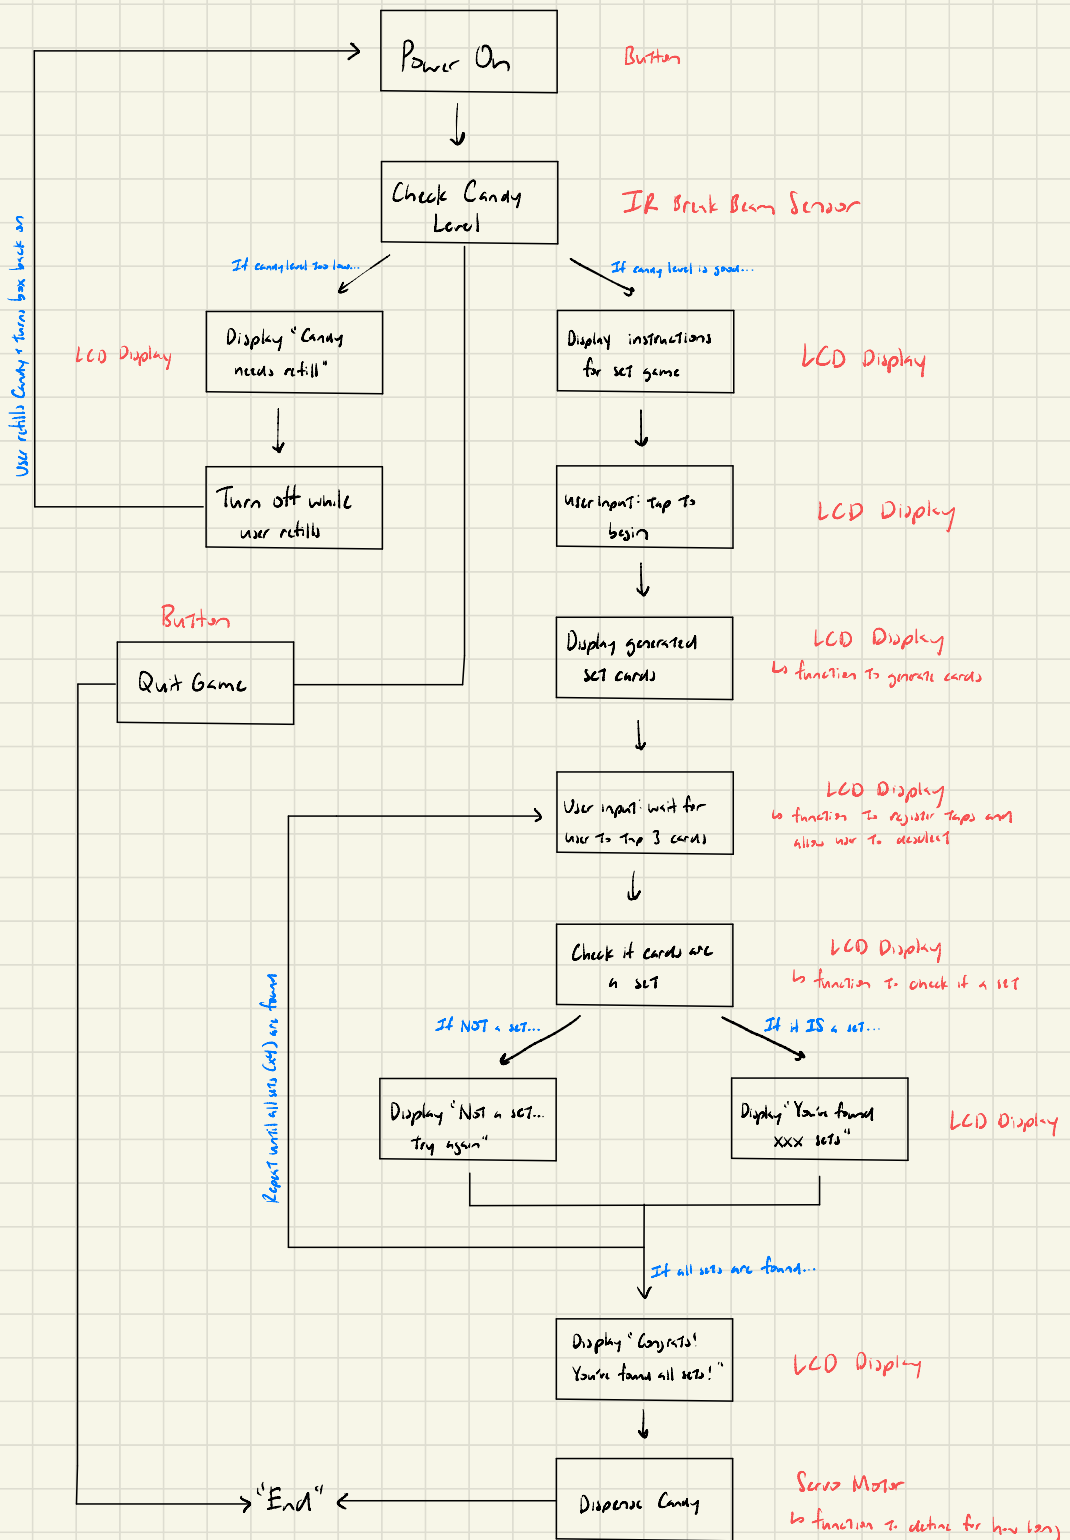 Power On
Button
Check Candy
Level
IR Break Beam Sensor
If candy level too low...
If candy level is good...
User refills Candy + turns box back on
LCD Display
Display "Candy
needs refill"
Display instructions
for set game
LCD Display
Turn off while
user refills
User input: tap to
begin
LCD Display
Button
Quit Game
Display generated
set cards
LCD Display
↳ function to generate cards
User input: wait for
user to tap 3 cards
LCD Display
↳ function to register taps and
allow user to deselect
Check if cards are
a set
LCD Display
↳ function to check if a set
Repeat until all sets (x4) are found
If NOT a set...
If it IS a set...
Display "Not a set...
try again"
Display "You've found
xxx sets"
LCD Display
If all sets are found...
Display "Congrats!
You've found all sets!"
LCD Display
"End"
Dispense Candy
Servo Motor
↳ function to define for how long